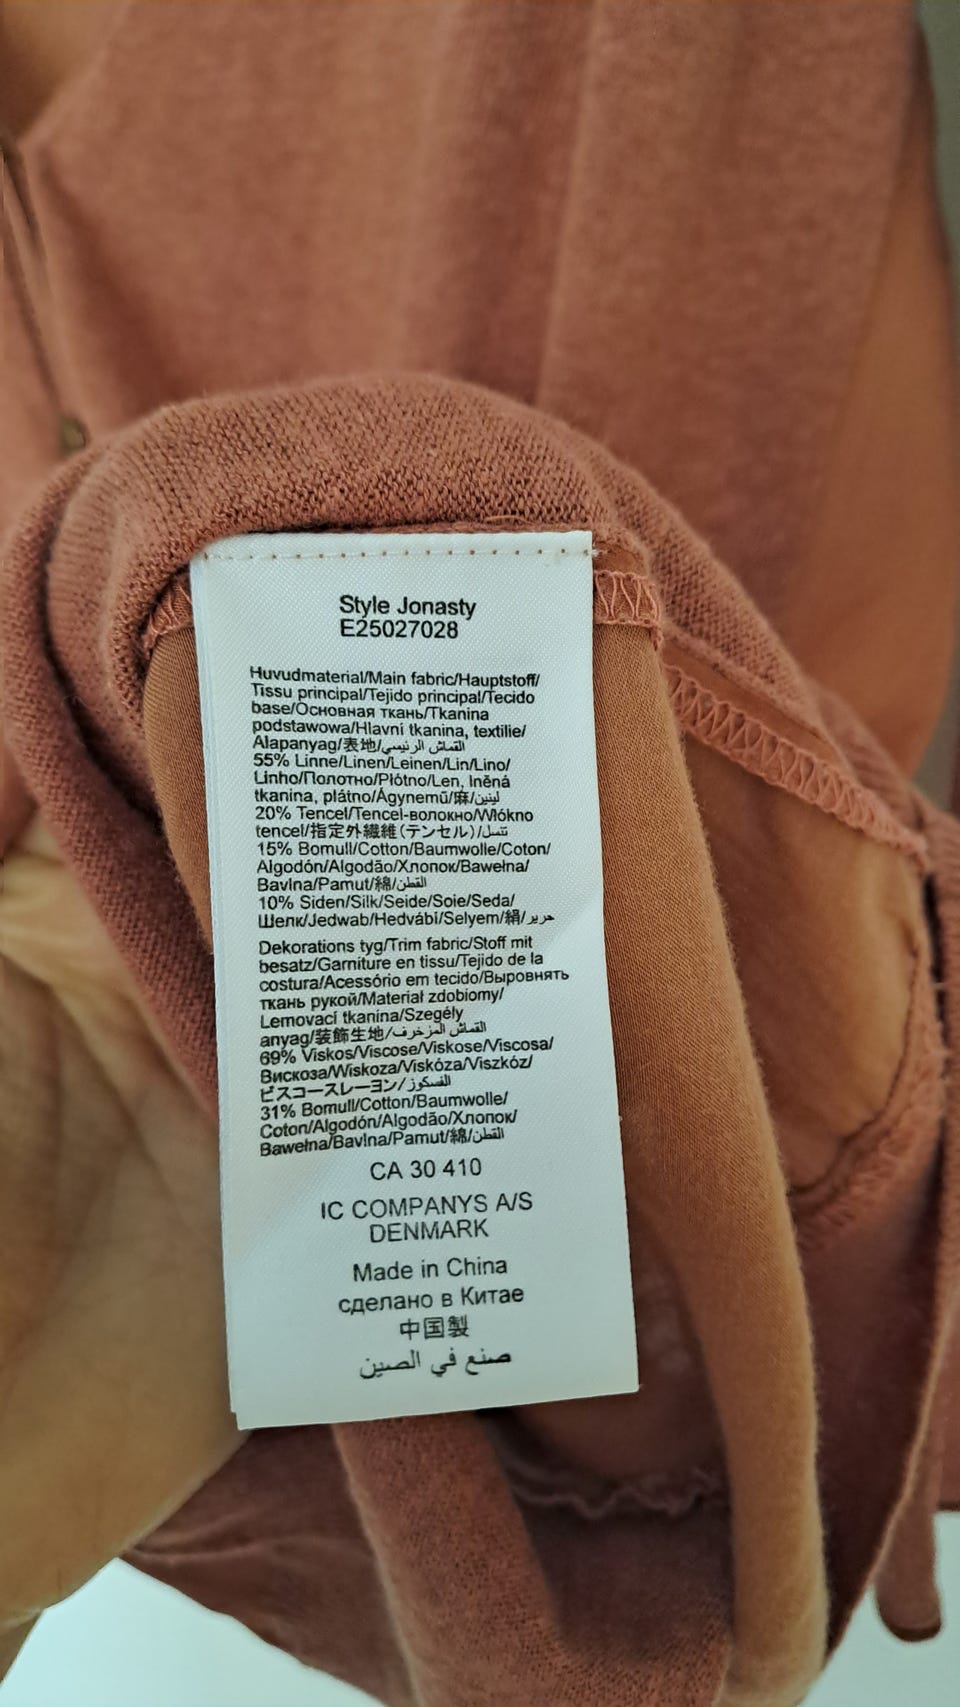 Style Jonasty
E25027028
Huvudmaterial/Main fabric/Hauptstoff/
Tissu principal/Tejido principal/Tecido
base/Основная ткань/Tkanina
podstawowa/Hlavní tkanina, textilie/
Alapanyag/表地/القماش الرئيسي
55% Linne/Linen/Leinen/Lin/Lino/
Linho/Полотно/Płótno/Len, lněná
tkanina, plátno/Ágynemű/麻/لينين
20% Tencel/Tencel-волокно/Włókno
tencel/指定外繊維(テンセル)/تنسل
15% Bomull/Cotton/Baumwolle/Coton/
Algodón/Algodão/Хлопок/Bawełna/
Bavlna/Pamut/綿/القطن
10% Siden/Silk/Seide/Soie/Seda/
Шелк/Jedwab/Hedvábí/Selyem/絹/حرير
Dekorations tyg/Trim fabric/Stoff mit
besatz/Garniture en tissu/Tejido de la
costura/Acessório em tecido/Выровнять
ткань рукой/Materiał zdobiomy/
Lemovací tkanina/Szegély
anyag/装飾生地/القماش المزخرف
69% Viskos/Viscose/Viskose/Viscosa/
Вискоза/Wiskoza/Viskóza/Viszkóz/
ビスコースレーヨン/الفسكوز
31% Bomull/Cotton/Baumwolle/
Coton/Algodón/Algodão/Хлопок/
Bawełna/Bavlna/Pamut/綿/القطن
CA 30 410
IC COMPANYS A/S
DENMARK
Made in China
сделано в Китае
中国製
صنع في الصين